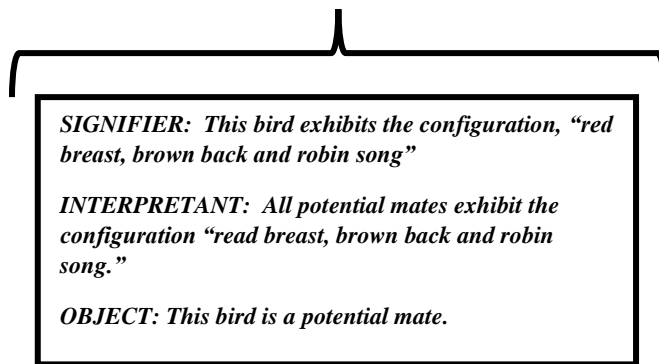 SIGNIFIER: This bird exhibits the configuration, “red
breast, brown back and robin song”
INTERPRETANT: All potential mates exhibit the
configuration “read breast, brown back and robin
song.”
OBJECT: This bird is a potential mate.